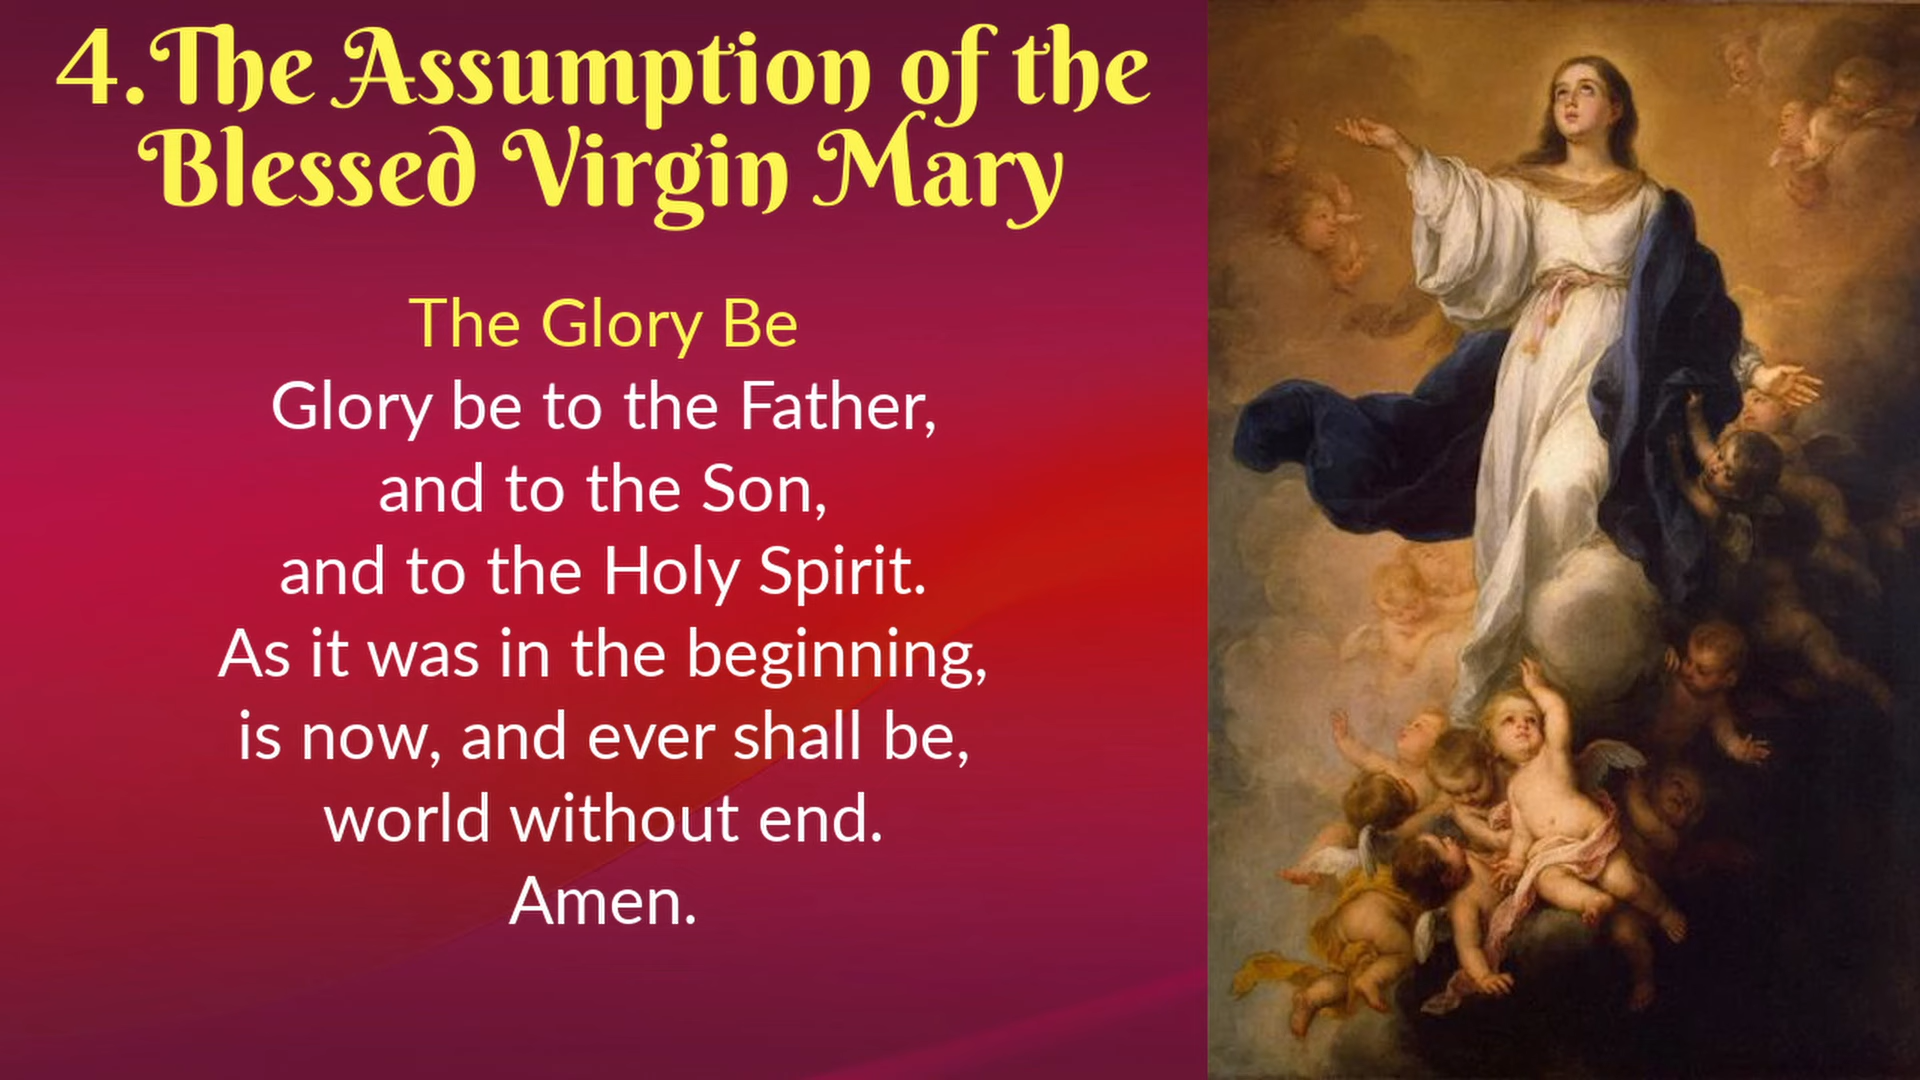 4.The Assumption of the
Blessed Virgin Mary
The Glory Be
Glory be to the Father,
and to the Son,
and to the Holy Spirit.
As it was in the beginning,
is now, and ever shall be,
world without end.
Amen.